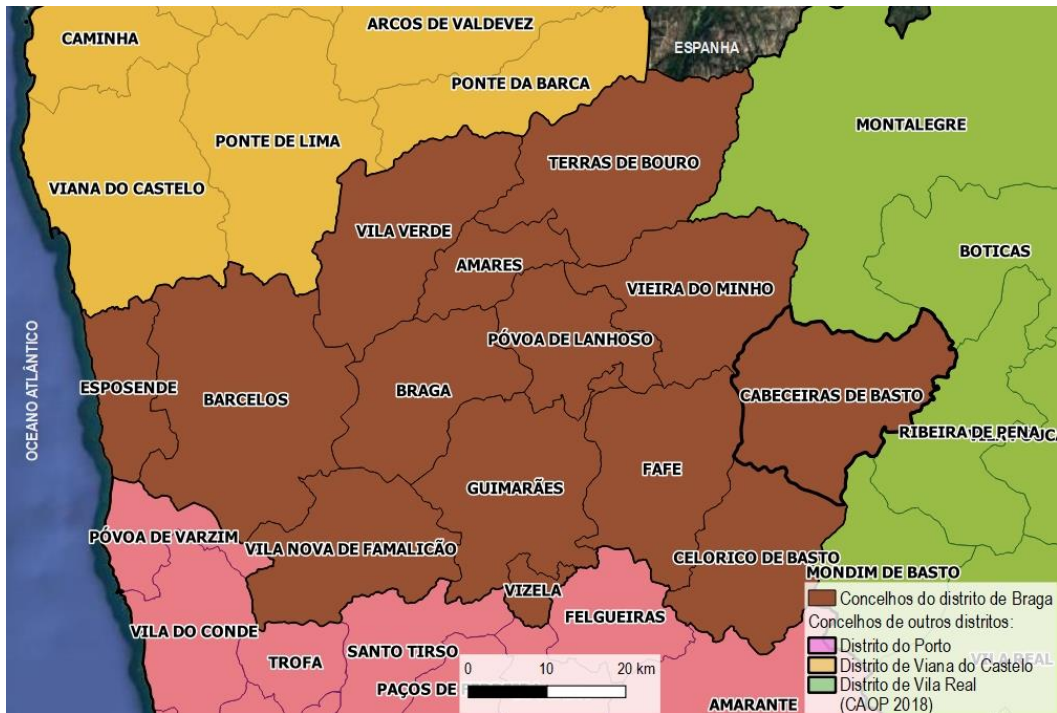 ARCOS DE VALDEVEZ
CAMINHA
ESPANHA
PONTE DA BARCA
MONTALEGRE
PONTE DE LIMA
TERRAS DE BOURO
VIANA DO CASTELO
VILA VERDE
BOTICAS
AMARES
VIEIRA DO MINHO
PÓVOA DE LANHOSO
OCEANO ATLÂNTICO
ESPOSENDE
BARCELOS
BRAGA
CABECEIRAS DE BASTO
RIBEIRA DE PENA
FAFE
GUIMARÃES
PÓVOA DE VARZIM
VILA NOVA DE FAMALICÃO
CELORICO DE BASTO
MONDIM DE BASTO
VIZELA
FELGUEIRAS
VILA DO CONDE
SANTO TIRSO
TROFA
PAÇOS DE
AMARANTE
VILA REAL
0 10 20 km
Concelhos do distrito de Braga
Concelhos de outros distritos:
Distrito do Porto
Distrito de Viana do Castelo
Distrito de Vila Real
(CAOP 2018)